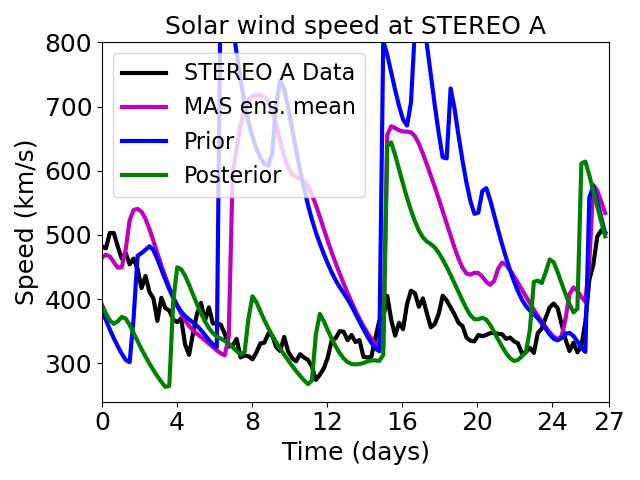 Solar wind speed at STEREO A
800
700
600
500
400
300
Speed (km/s)
STEREO A Data
MAS ens. mean
Prior
Posterior
0 4 8 12 16 20 24 27
Time (days)